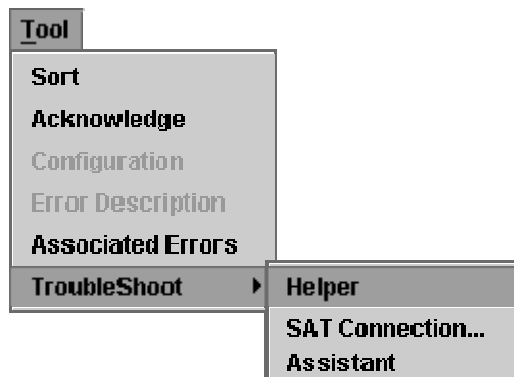 Tool
Sort
Acknowledge
Configuration
Error Description
Associated Errors
TroubleShoot
Helper
SAT Connection...
Assistant